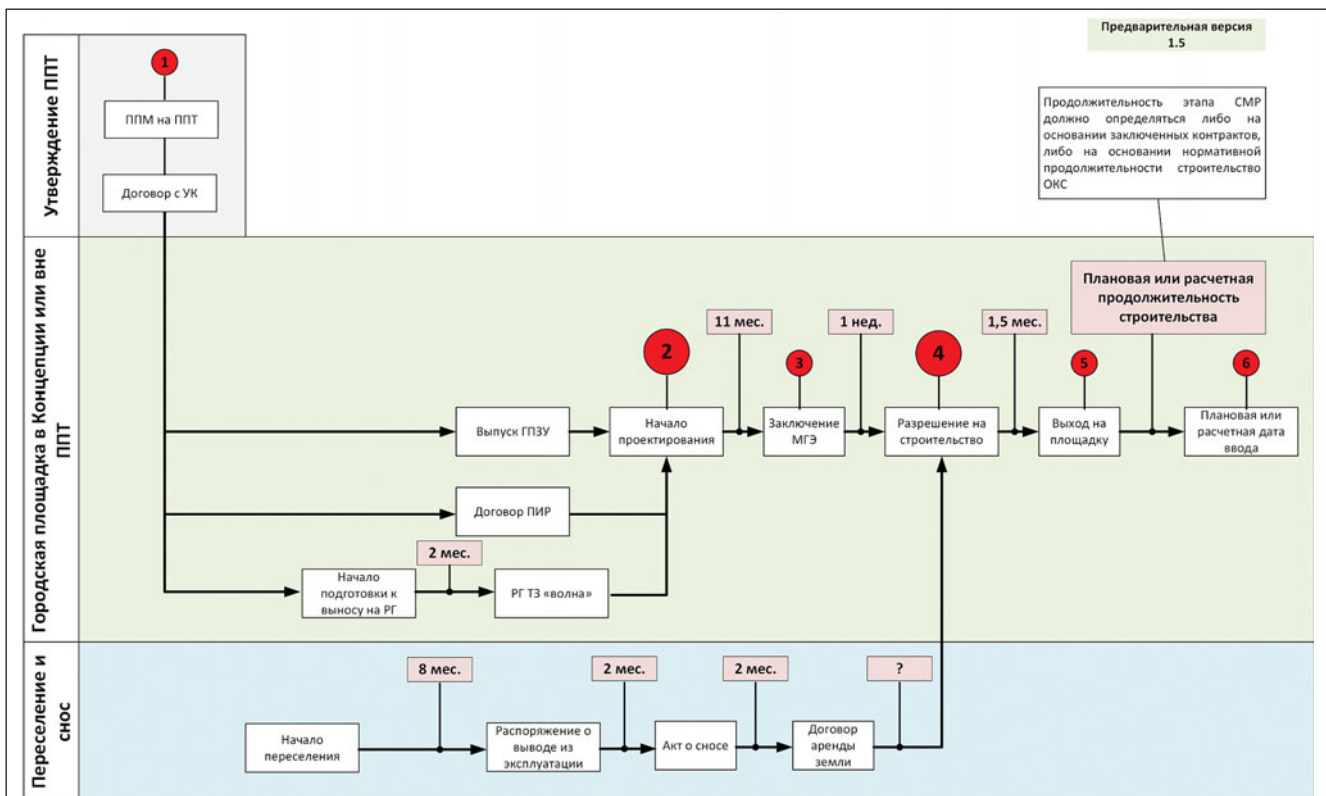 Предварительная версия
1.5
Утверждение ППТ
1
ППМ на ППТ
Договор с УК
Продолжительность этапа СМР
должно определяться либо на
основании заключенных контрактов,
либо на основании нормативной
продолжительности строительство
ОКС
Городская площадка в Концепции или вне
ППТ
Плановая или расчетная
продолжительность
строительства
11 мес.
1 нед.
1,5 мес.
2
3
4
5
6
Выпуск ГПЗУ
Начало
проектирования
Заключение
МГЭ
Разрешение на
строительство
Выход на
площадку
Плановая или
расчетная дата
ввода
Договор ПИР
2 мес.
Начало
подготовки к
выносу на РГ
РГ ТЗ «волна»
Переселение и
снос
8 мес.
2 мес.
2 мес.
?
Начало
переселения
Распоряжение о
выводе из
эксплуатации
Акт о сносе
Договор
аренды
земли